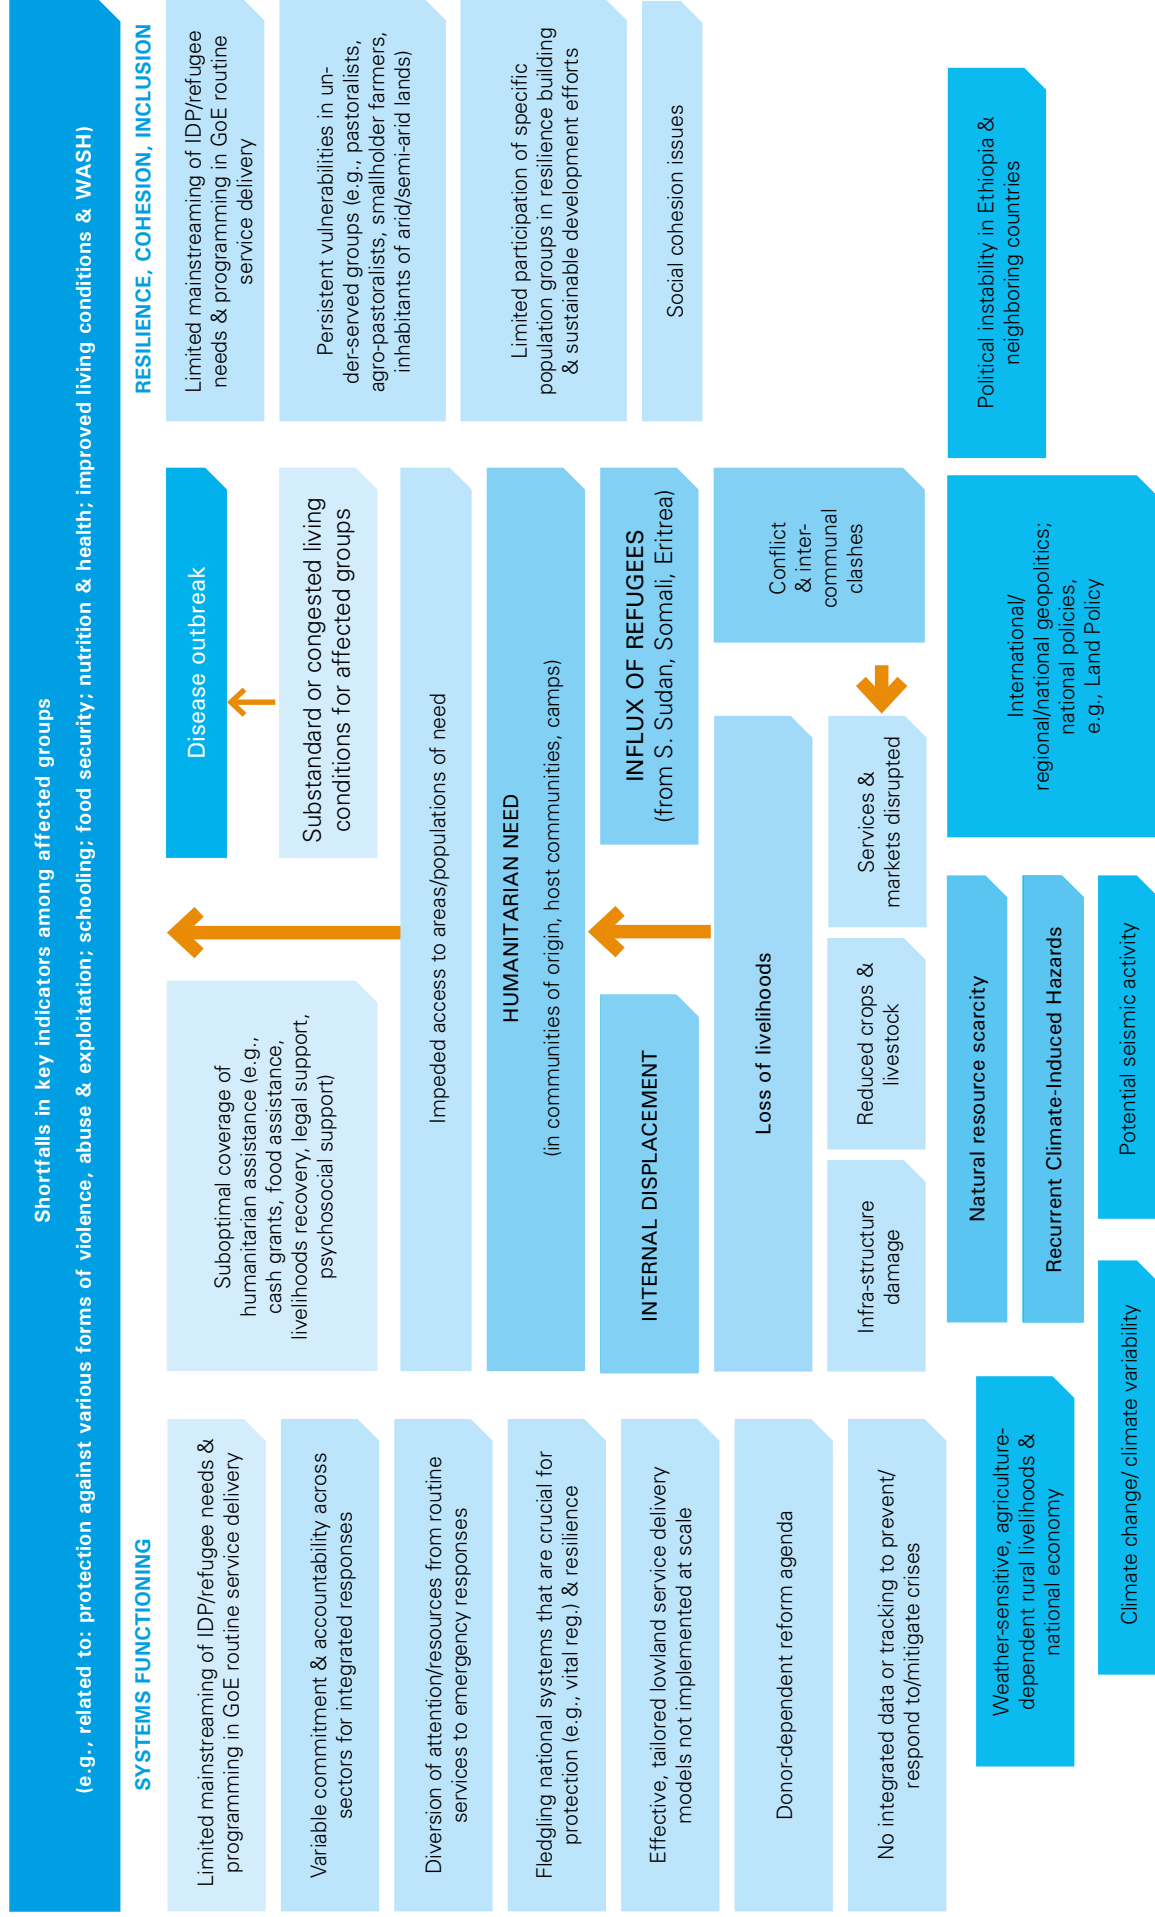 Shortfalls in key indicators among affected groups
(e.g., related to: protection against various forms of violence, abuse & exploitation; schooling; food security; nutrition & health; improved living conditions & WASH)
SYSTEMS FUNCTIONING
Limited mainstreaming of IDP/refugee needs &
programming in GoE routine service delivery
Variable commitment & accountability across
sectors for integrated responses
Diversion of attention/resources from routine
services to emergency responses
Fledgling national systems that are crucial for
protection (e.g., vital reg.) & resilience
Effective, tailored lowland service delivery
models not implemented at scale
Donor-dependent reform agenda
No integrated data or tracking to prevent/
respond to/mitigate crises
Suboptimal coverage of
humanitarian assistance (e.g.,
cash grants, food assistance,
livelihoods recovery, legal support,
psychosocial support)
Disease outbreak
Substandard or congested living
conditions for affected groups
Impeded access to areas/populations of need
HUMANITARIAN NEED
(in communities of origin, host communities, camps)
INTERNAL DISPLACEMENT
INFLUX OF REFUGEES
(from S. Sudan, Somali, Eritrea)
Loss of livelihoods
Infra-structure
damage
Reduced crops &
livestock
Services &
markets disrupted
Conflict
& inter-
communal
clashes
RESILIENCE, COHESION, INCLUSION
Limited mainstreaming of IDP/refugee
needs & programming in GoE routine
service delivery
Persistent vulnerabilities in un-
der-served groups (e.g., pastoralists,
agro-pastoralists, smallholder farmers,
inhabitants of arid/semi-arid lands)
Limited participation of specific
population groups in resilience building
& sustainable development efforts
Social cohesion issues
Weather-sensitive, agriculture-
dependent rural livelihoods &
national economy
Climate change/ climate variability
Natural resource scarcity
Recurrent Climate-Induced Hazards
Potential seismic activity
International/
regional/national geopolitics;
national policies,
e.g., Land Policy
Political instability in Ethiopia &
neighboring countries